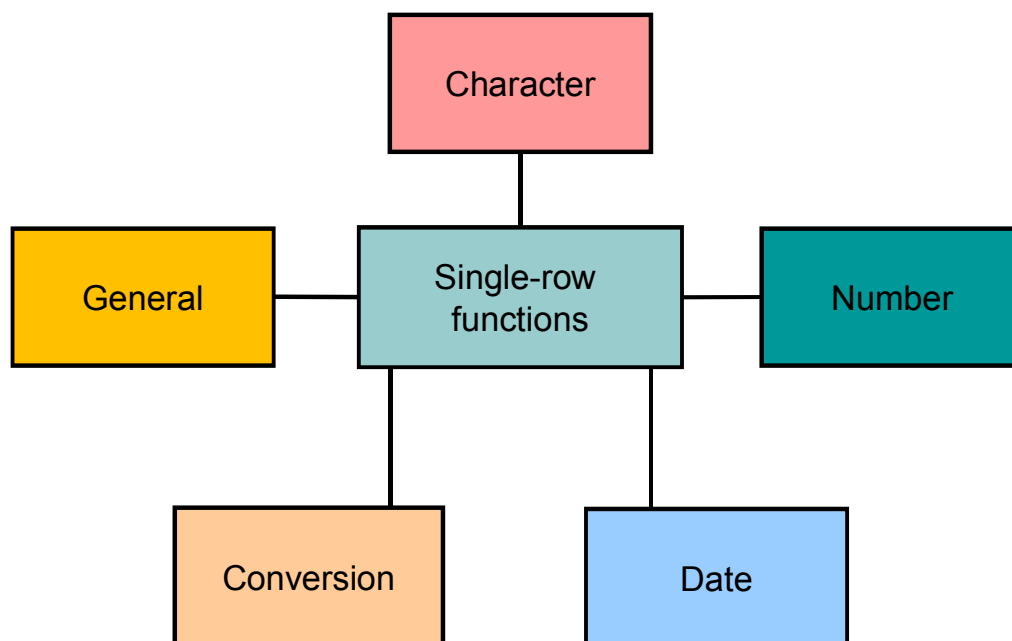 Character
General
Single-row
functions
Number
Conversion
Date